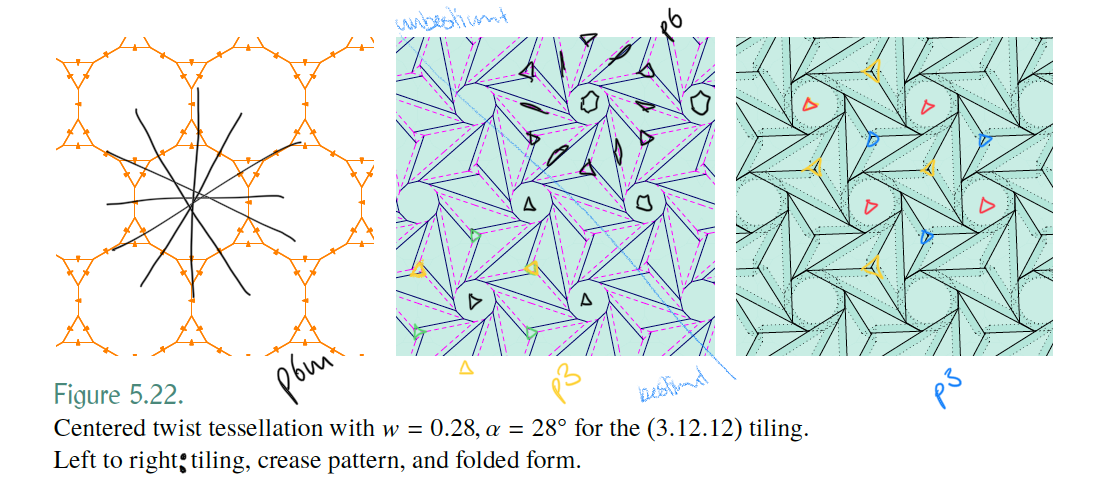 unbestimmt
p6
p6m
p3
bestimmt
p3
Figure 5.22.
Centered twist tessellation with w = 0.28, α = 28° for the (3.12.12) tiling.
Left to right: tiling, crease pattern, and folded form.